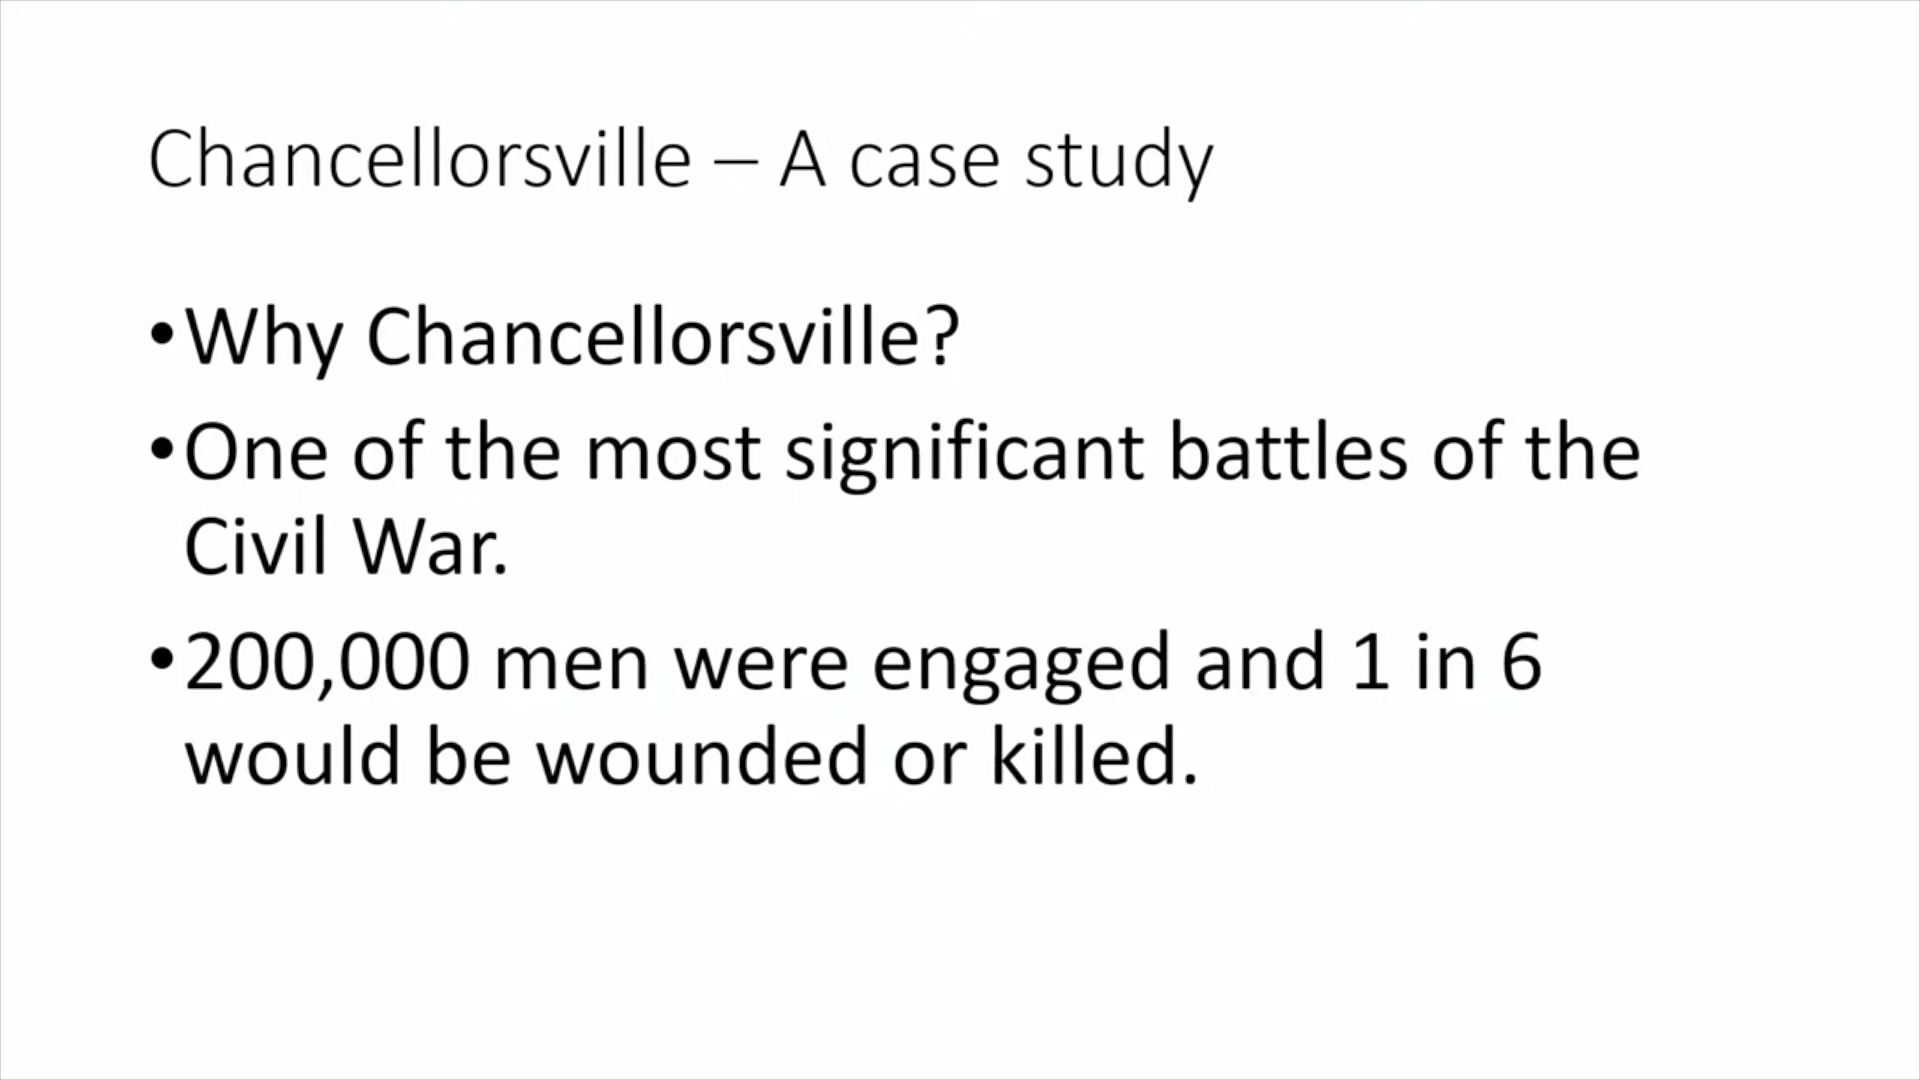 Chancellorsville – A case study
•Why Chancellorsville?
•One of the most significant battles of the
Civil War.
•200,000 men were engaged and 1 in 6
would be wounded or killed.